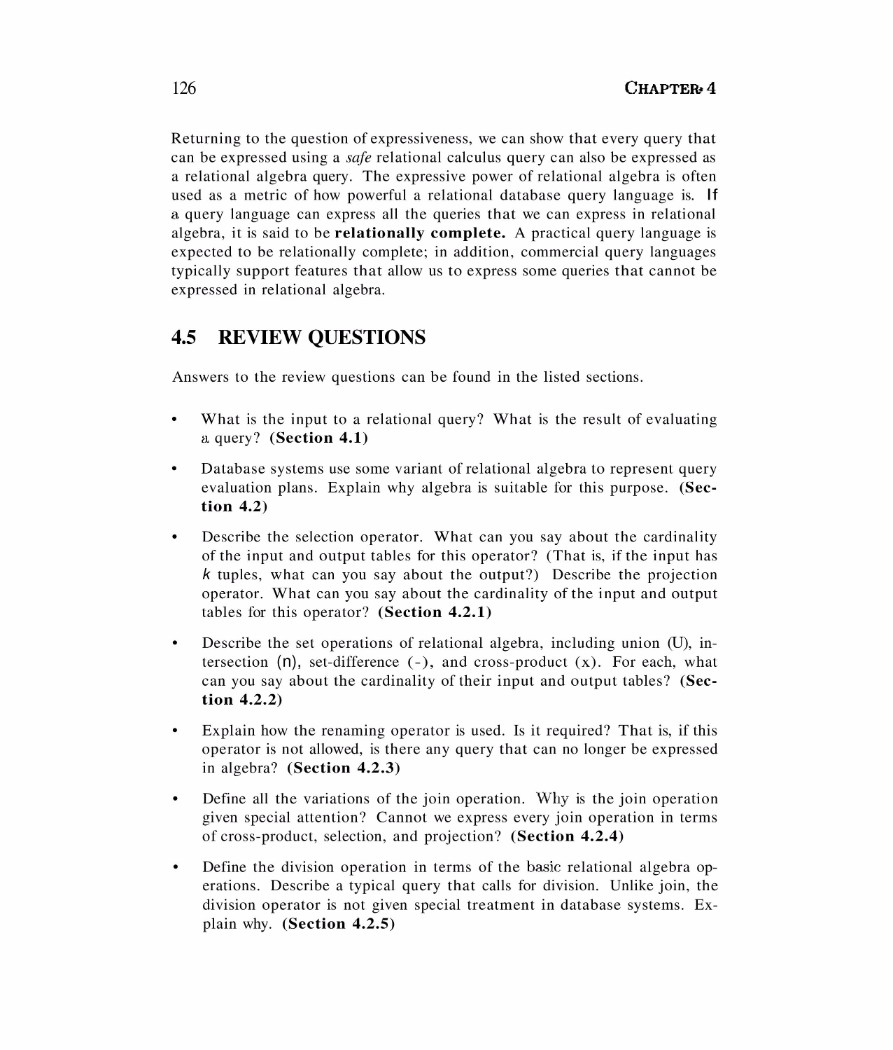 126 CHAPTER 4
Returning to the question of expressiveness, we can show that every query that
can be expressed using a safe relational calculus query can also be expressed as
a relational algebra query. The expressive power of relational algebra is often
used as a metric of how powerful a relational database query language is. If
a query language can express all the queries that we can express in relational
algebra, it is said to be relationally complete. A practical query language is
expected to be relationally complete; in addition, commercial query languages
typically support features that allow us to express some queries that cannot be
expressed in relational algebra.
4.5 REVIEW QUESTIONS
Answers to the review questions can be found in the listed sections.
• What is the input to a relational query? What is the result of evaluating
a query? (Section 4.1)
• Database systems use some variant of relational algebra to represent query
evaluation plans. Explain why algebra is suitable for this purpose. (Sec-
tion 4.2)
• Describe the selection operator. What can you say about the cardinality
of the input and output tables for this operator? (That is, if the input has
k tuples, what can you say about the output?) Describe the projection
operator. What can you say about the cardinality of the input and output
tables for this operator? (Section 4.2.1)
• Describe the set operations of relational algebra, including union (U), in-
tersection (n), set-difference (-), and cross-product (x). For each, what
can you say about the cardinality of their input and output tables? (Sec-
tion 4.2.2)
• Explain how the renaming operator is used. Is it required? That is, if this
operator is not allowed, is there any query that can no longer be expressed
in algebra? (Section 4.2.3)
• Define all the variations of the join operation. Why is the join operation
given special attention? Cannot we express every join operation in terms
of cross-product, selection, and projection? (Section 4.2.4)
• Define the division operation in terms of the basic relational algebra op-
erations. Describe a typical query that calls for division. Unlike join, the
division operator is not given special treatment in database systems. Ex-
plain why. (Section 4.2.5)